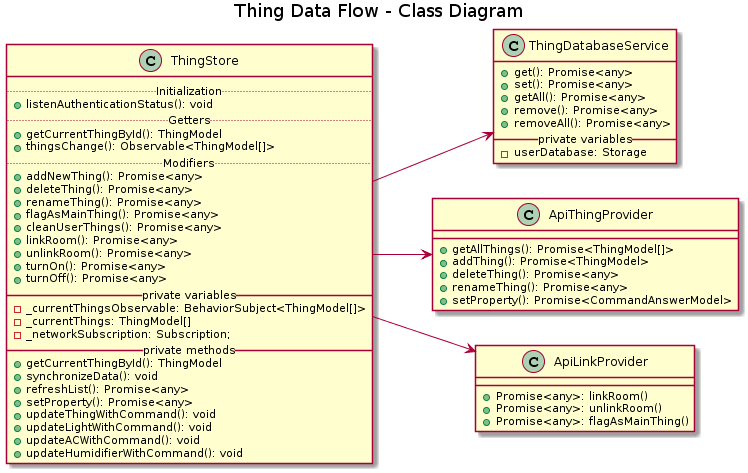 Thing Data Flow - Class Diagram
C ThingStore
Initialization
listenAuthenticationStatus(): void
Getters
getCurrentThingById(): ThingModel
thingsChange(): Observable<ThingModel[]>
Modifiers
addNewThing(): Promise<any>
deleteThing(): Promise<any>
renameThing(): Promise<any>
flagAsMainThing(): Promise<any>
cleanUserThings(): Promise<any>
linkRoom(): Promise<any>
unlinkRoom(): Promise<any>
turnOn(): Promise<any>
turnOff(): Promise<any>
private variables
_currentThingsObservable: BehaviorSubject<ThingModel[]>
_currentThings: ThingModel[]
_networkSubscription: Subscription;
private methods
getCurrentThingById(): ThingModel
synchronizeData(): void
refreshList(): Promise<any>
setProperty(): Promise<any>
updateThingWithCommand(): void
updateLightWithCommand(): void
updateACWithCommand(): void
updateHumidifierWithCommand(): void
C ThingDatabaseService
get(): Promise<any>
set(): Promise<any>
getAll(): Promise<any>
remove(): Promise<any>
removeAll(): Promise<any>
private variables
userDatabase: Storage
C ApiThingProvider
getAllThings(): Promise<ThingModel[]>
addThing(): Promise<ThingModel>
deleteThing(): Promise<any>
renameThing(): Promise<any>
setProperty(): Promise<CommandAnswerModel>
C ApiLinkProvider
Promise<any>: linkRoom()
Promise<any>: unlinkRoom()
Promise<any>: flagAsMainThing()